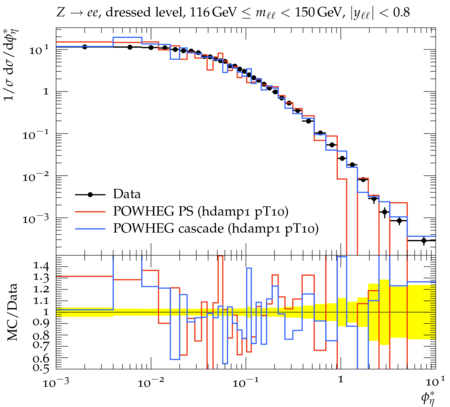 Z → ee, dressed level, 116 GeV ≤ mℓℓ < 150 GeV, |yℓℓ| < 0.8
1/σ dσ/dϕ*η
10¹
1
10⁻¹
10⁻²
10⁻³
Data
POWHEG PS (hdamp1 pT10)
POWHEG cascade (hdamp1 pT10)
MC/Data
1.4
1.3
1.2
1.1
1
0.9
0.8
0.7
0.6
0.5
10⁻³ 10⁻² 10⁻¹ 1 10¹
ϕ*η